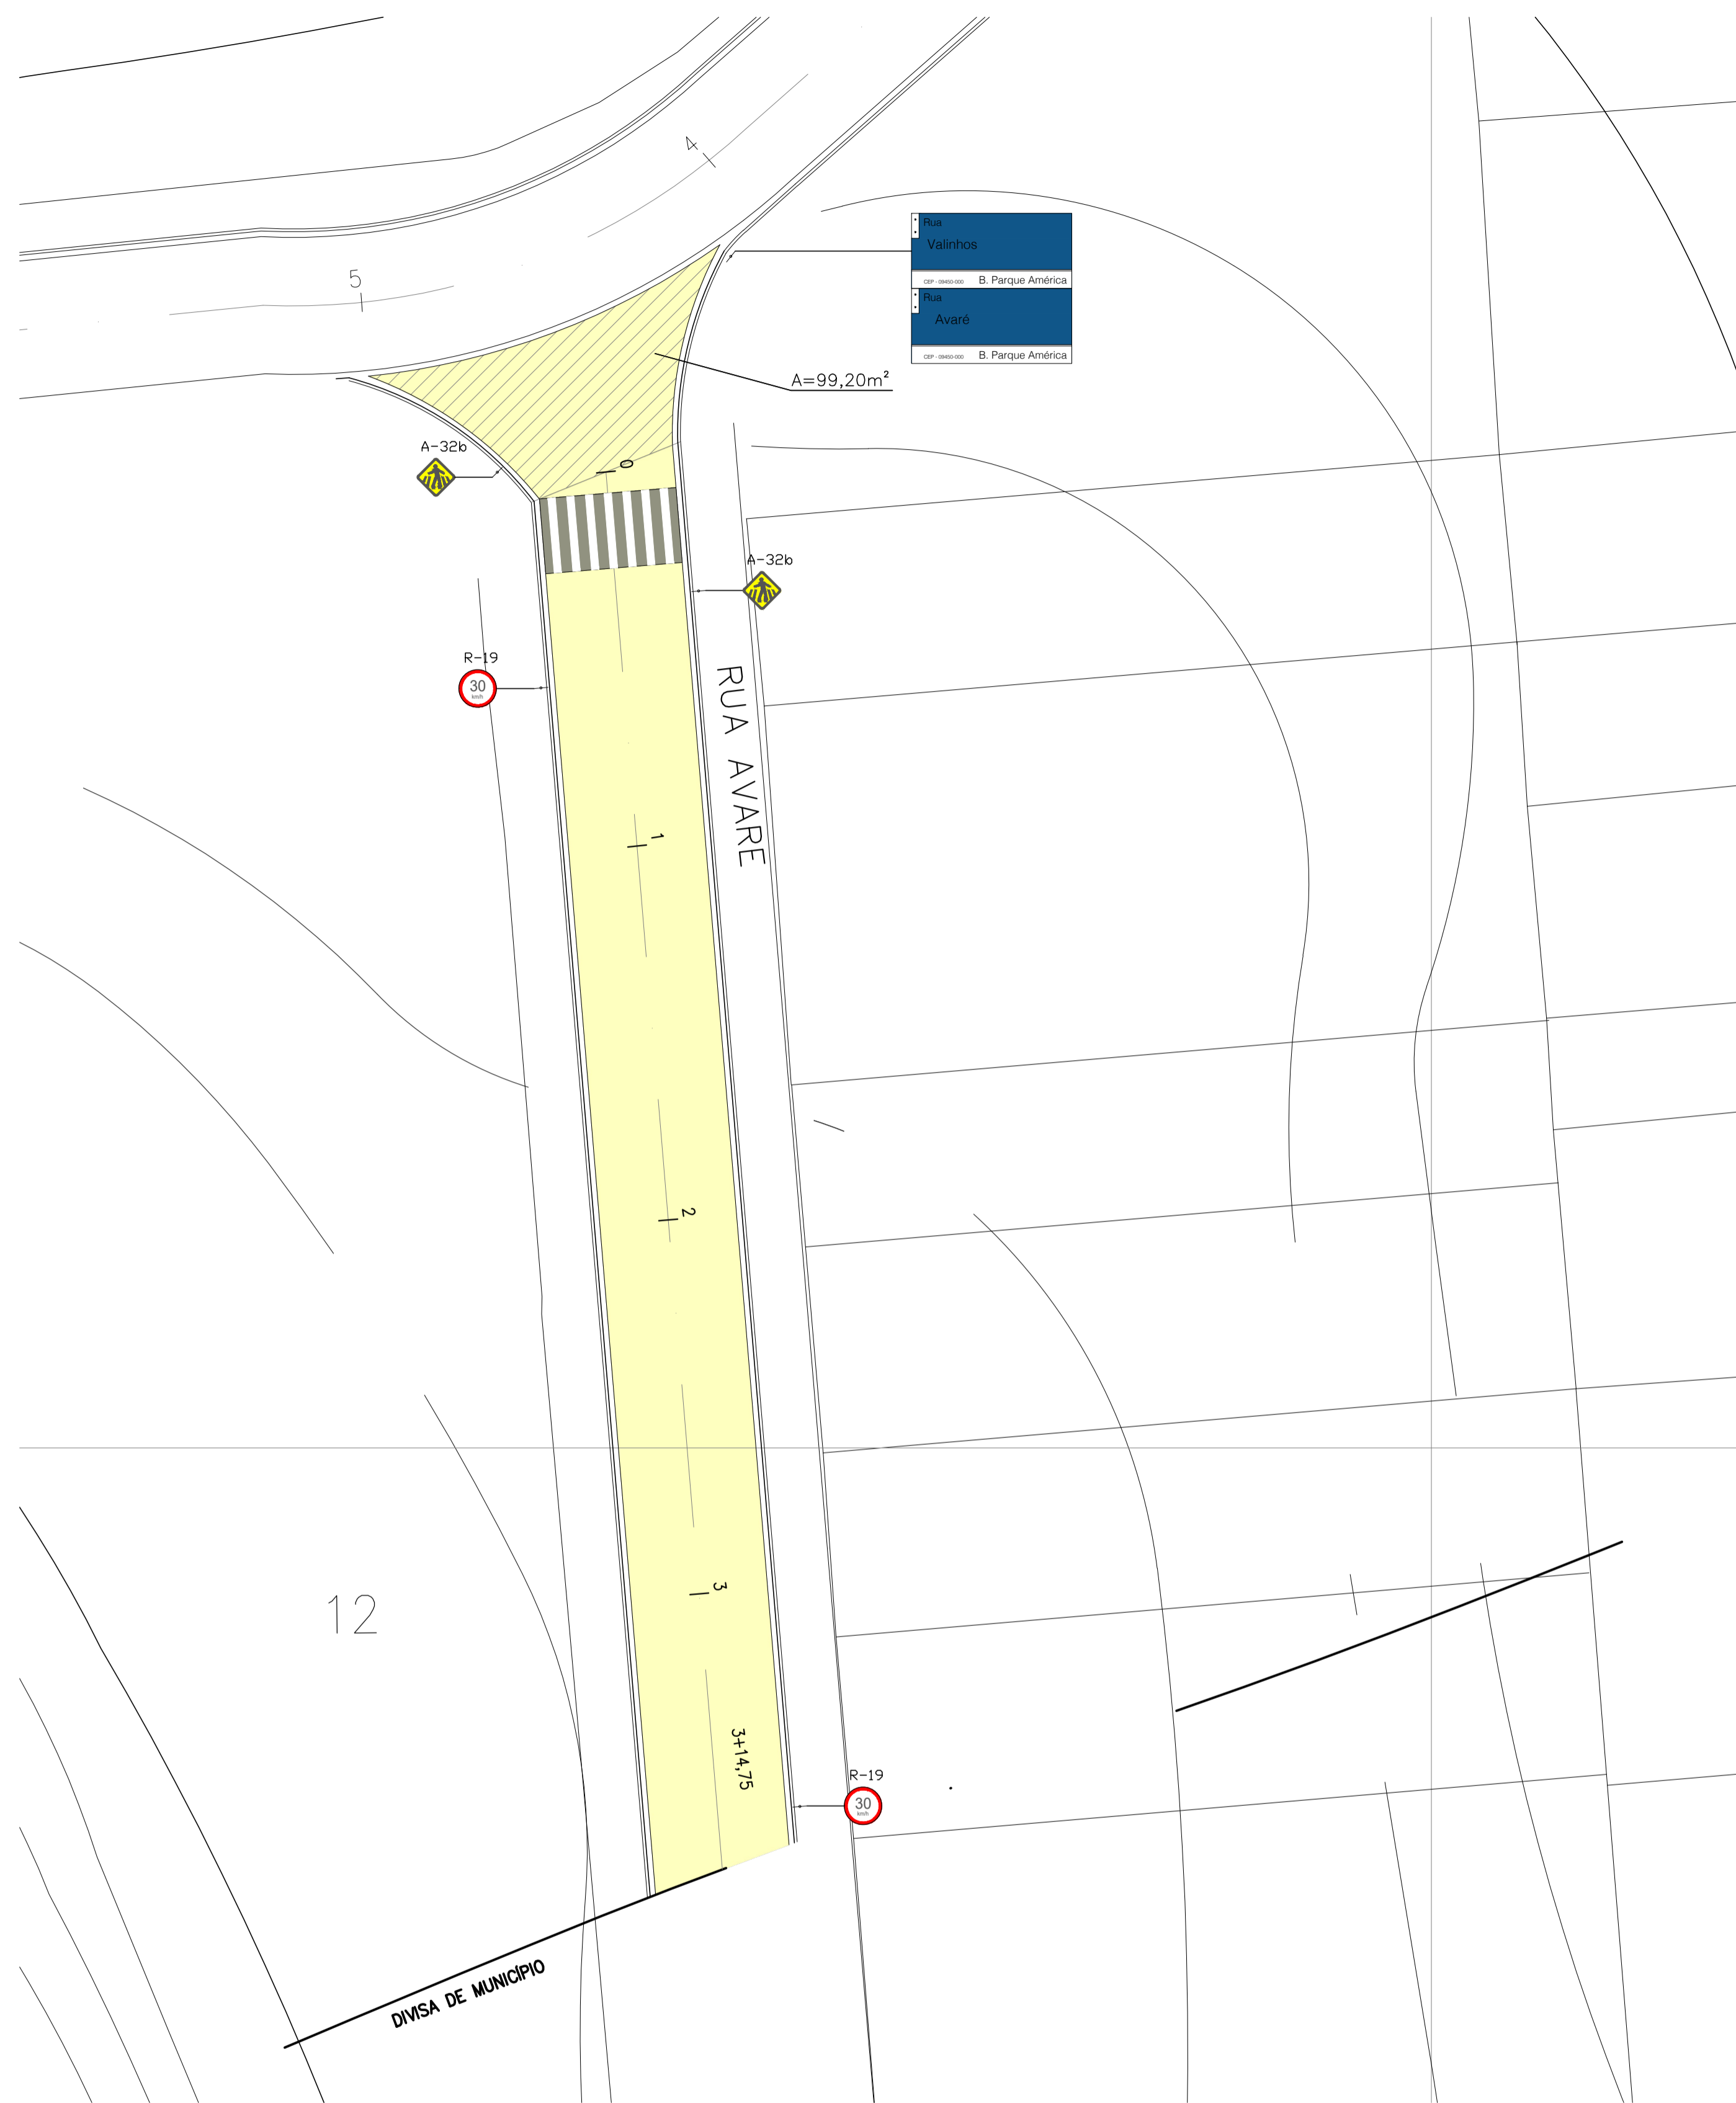 4
5
Rua
Valinhos
CEP - 09450-000 B. Parque América
Rua
Avaré
CEP - 09450-000 B. Parque América
A=99,20m²
A-32b
0
A-32b
R-19
30
km/h
RUA AVARE
1
2
3
12
3+14,75
R-19
30
km/h
DIVISA DE MUNICÍPIO